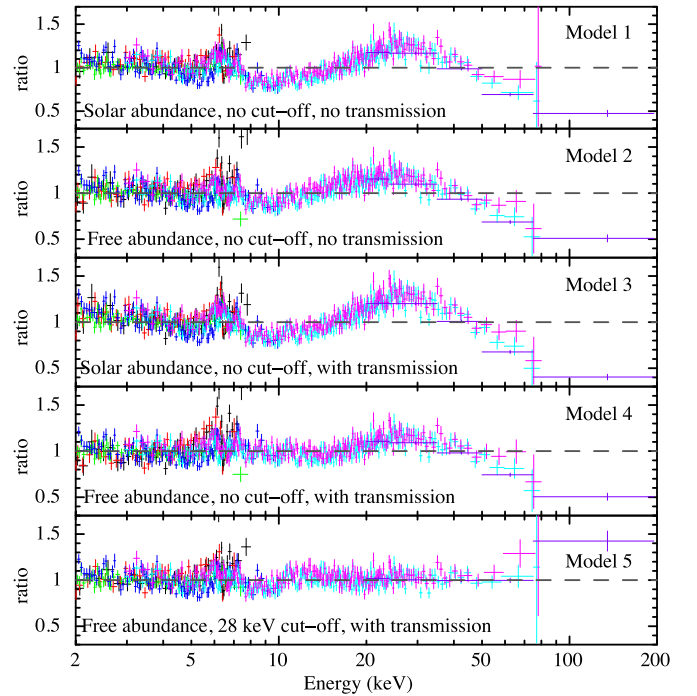 1.5
Model 1
ratio
1
0.5
Solar abundance, no cut−off, no transmission
1.5
Model 2
ratio
1
0.5
Free abundance, no cut−off, no transmission
1.5
Model 3
ratio
1
0.5
Solar abundance, no cut−off, with transmission
1.5
Model 4
ratio
1
0.5
Free abundance, no cut−off, with transmission
1.5
Model 5
ratio
1
0.5
Free abundance, 28 keV cut−off, with transmission
2 5 10 20 50 100 200
Energy (keV)